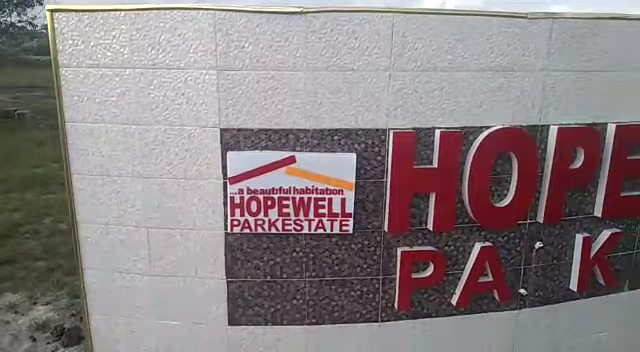 ...a beautiful habitation
HOPEWELL
PARKESTATE
HOPE
PA K